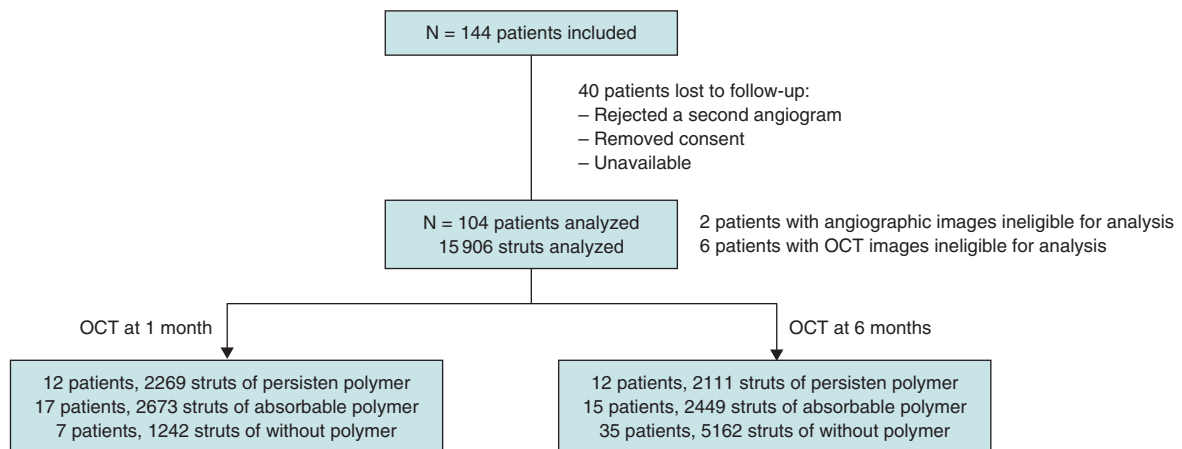 N = 144 patients included
40 patients lost to follow-up:
– Rejected a second angiogram
– Removed consent
– Unavailable
N = 104 patients analyzed
15 906 struts analyzed
2 patients with angiographic images ineligible for analysis
6 patients with OCT images ineligible for analysis
OCT at 1 month
OCT at 6 months
12 patients, 2269 struts of persisten polymer
17 patients, 2673 struts of absorbable polymer
7 patients, 1242 struts of without polymer
12 patients, 2111 struts of persisten polymer
15 patients, 2449 struts of absorbable polymer
35 patients, 5162 struts of without polymer